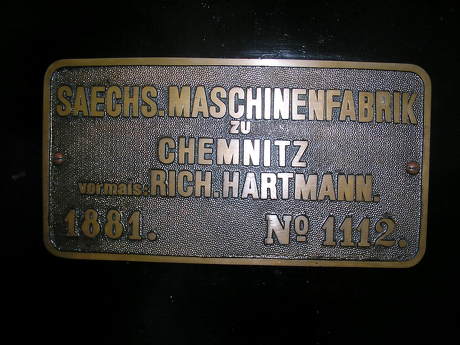 SAECHS. MASCHINENFABRIK
ZU
CHEMNITZ
vormals: RICH. HARTMANN.
1881. No 1112.